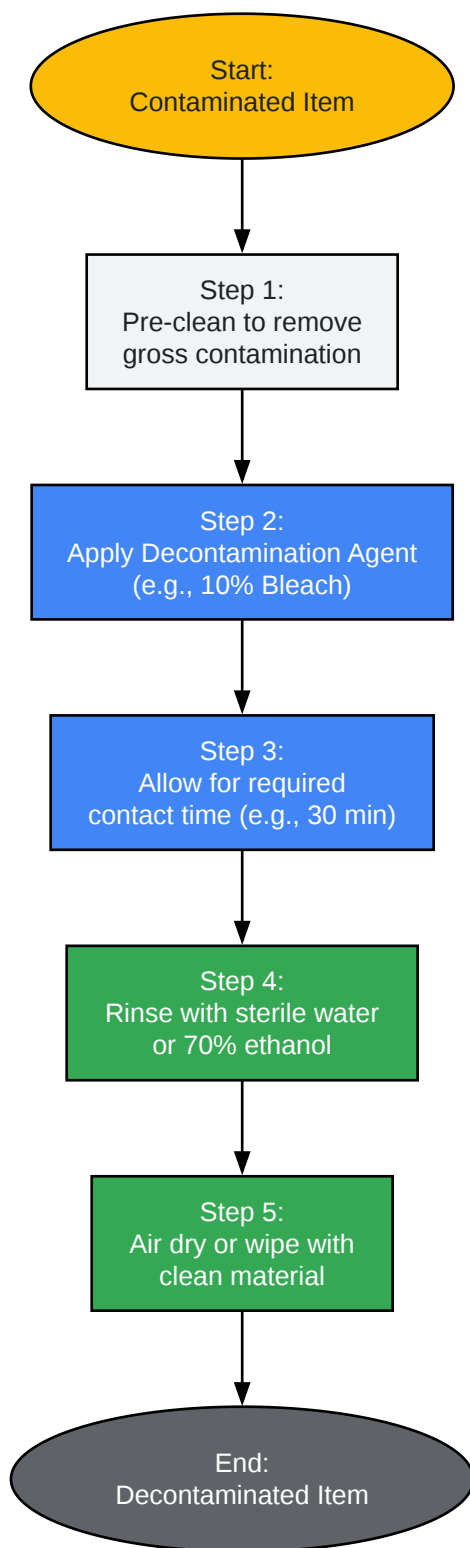 Start:
Contaminated Item
Step 1:
Pre-clean to remove
gross contamination
Step 2:
Apply Decontamination Agent
(e.g., 10% Bleach)
Step 3:
Allow for required
contact time (e.g., 30 min)
Step 4:
Rinse with sterile water
or 70% ethanol
Step 5:
Air dry or wipe with
clean material
End:
Decontaminated Item